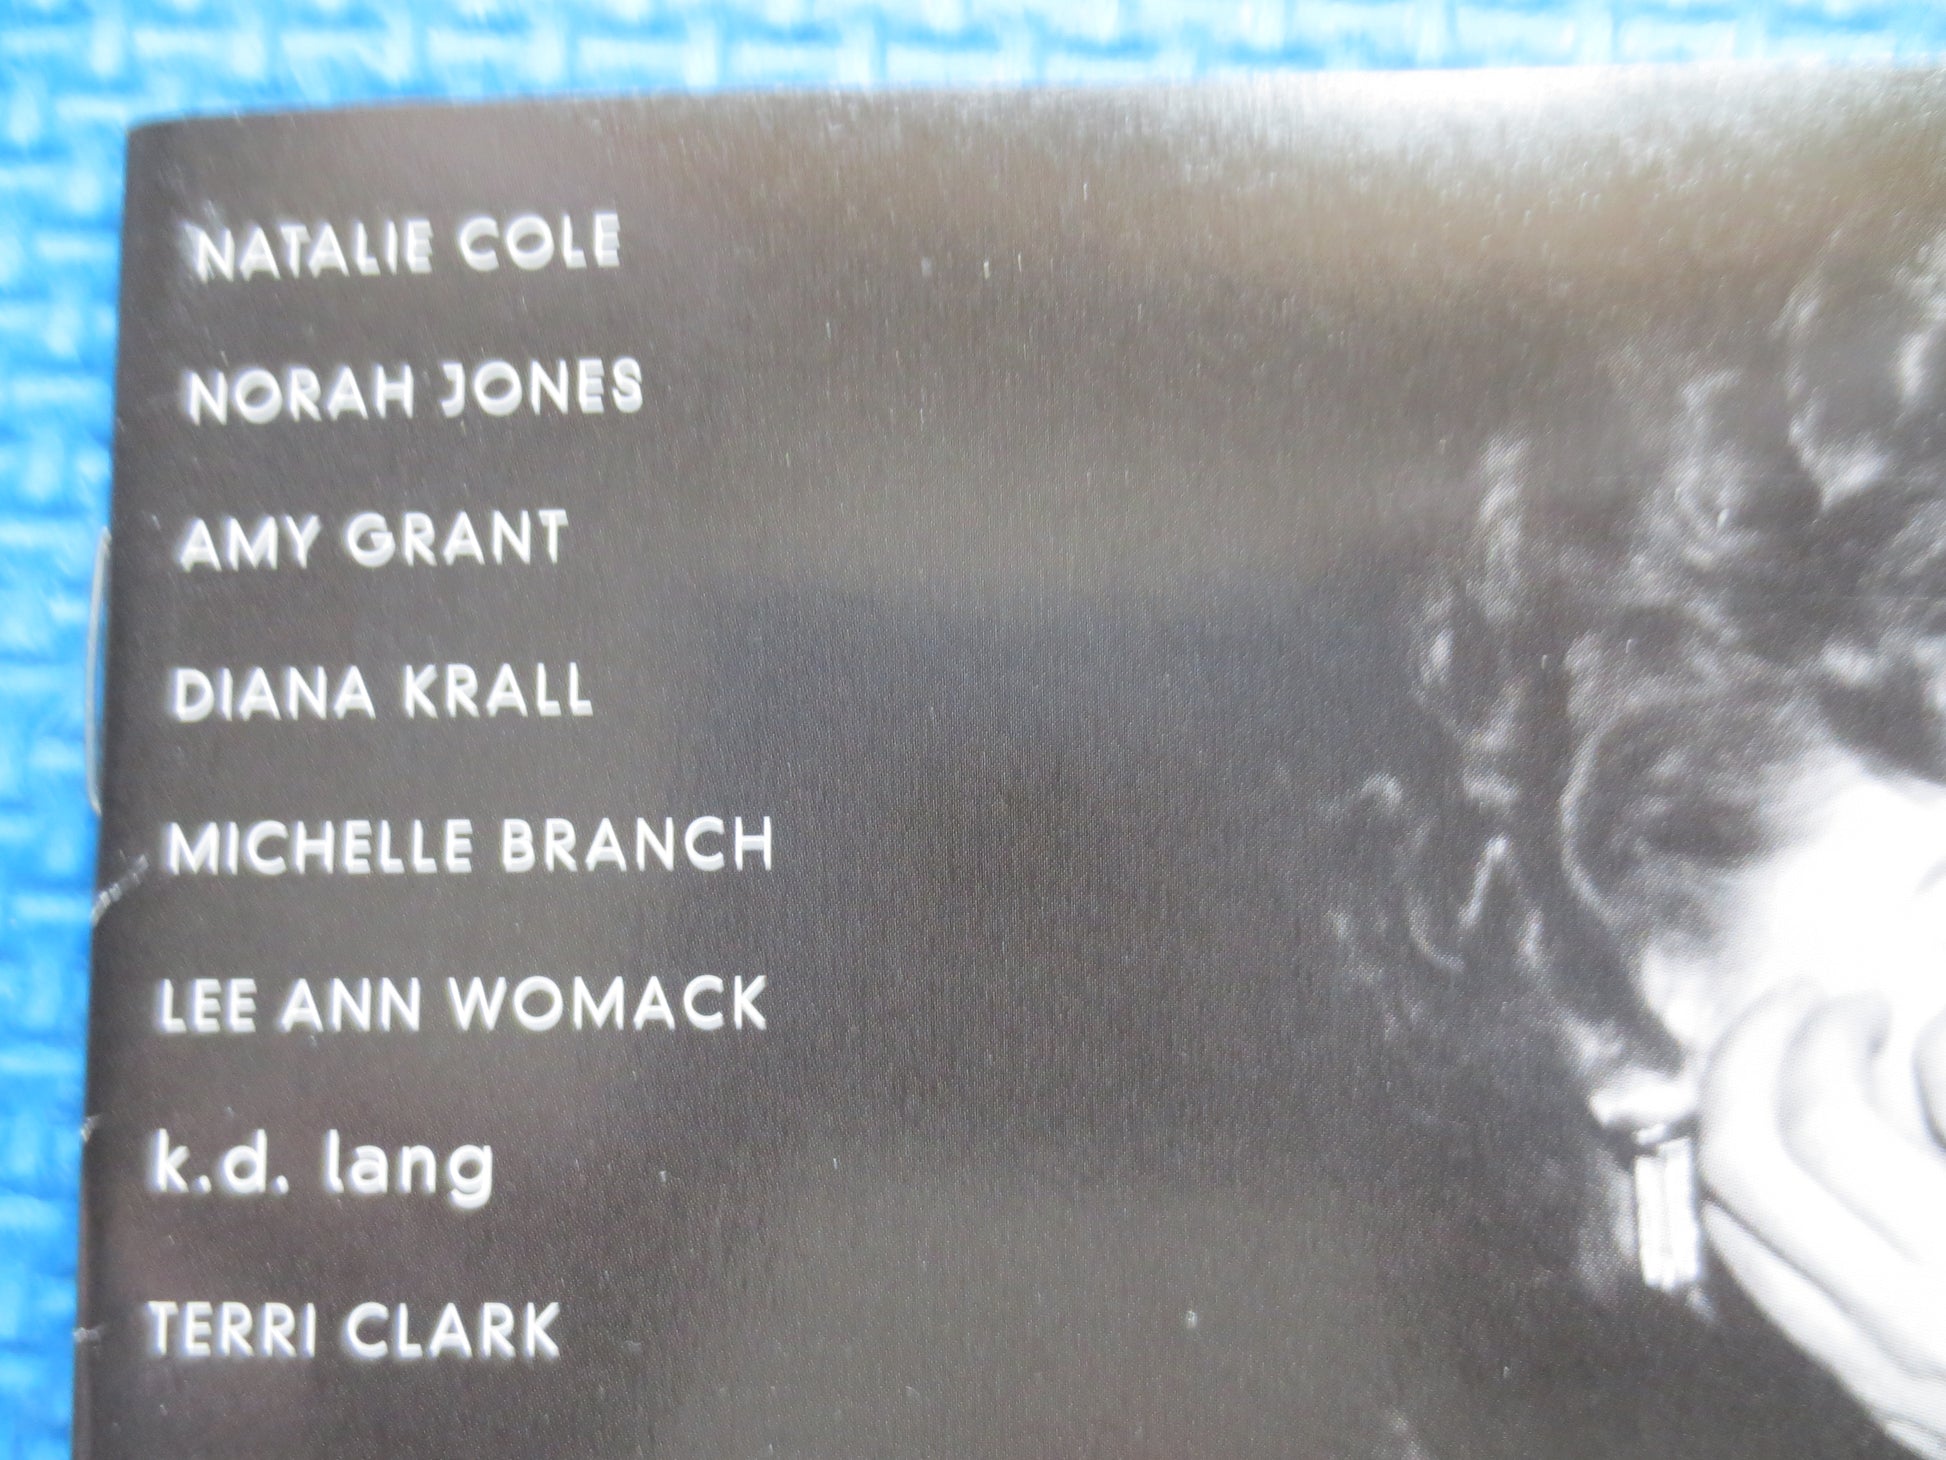 NATALIE COLE
NORAH JONES
AMY GRANT
DIANA KRALL
MICHELLE BRANCH
LEE ANN WOMACK
k.d. lang
TERRI CLARK